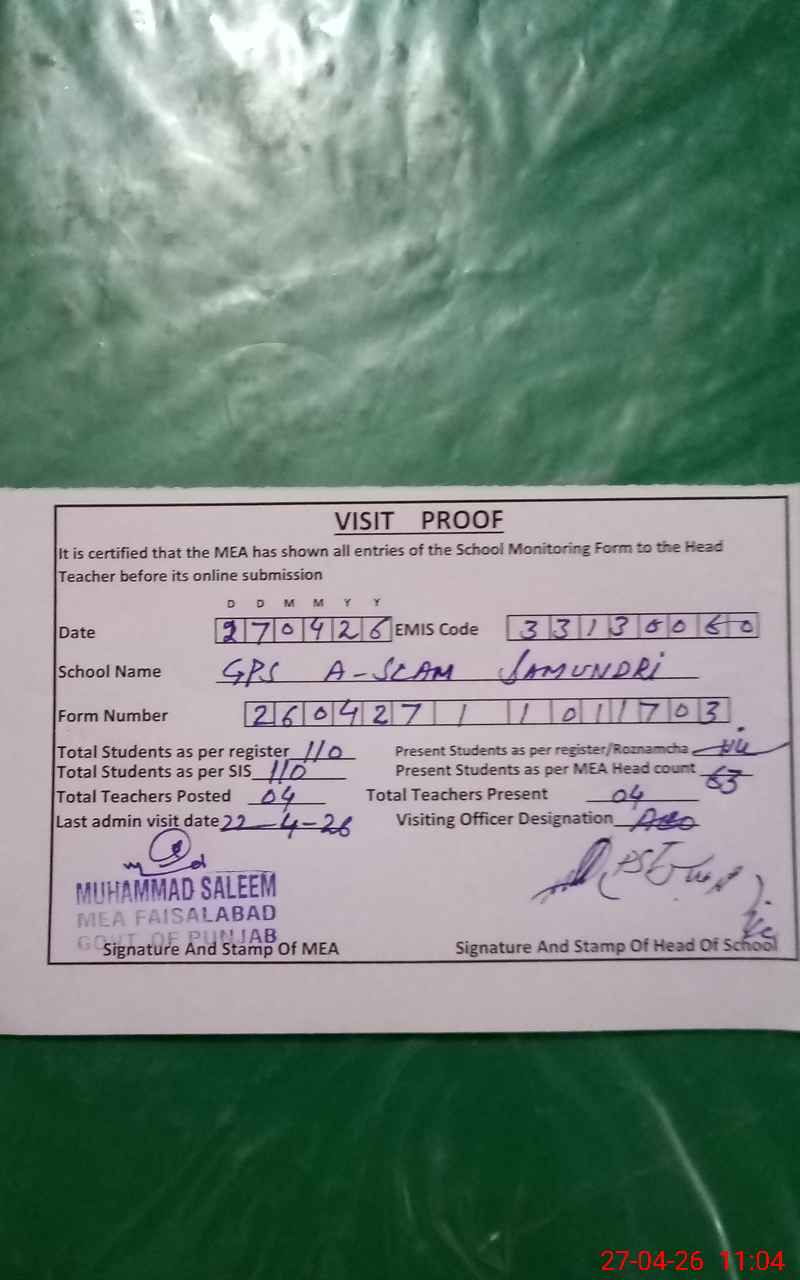 VISIT PROOF
It is certified that the MEA has shown all entries of the School Monitoring Form to the Head
Teacher before its online submission
D D M M Y Y
Date 270426 EMIS Code 33130060
School Name GPS A-SLAM SAMUNDRI
Form Number 260427 1 1011703
Total Students as per register 110 Present Students as per register/Roznamcha Nil
Total Students as per SIS 110 Present Students as per MEA Head count 63
Total Teachers Posted 04 Total Teachers Present 04
Last admin visit date 22-4-26 Visiting Officer Designation AEO
MUHAMMAD SALEEM
MEA FAISALABAD
GOVT. OF PUNJAB
Signature And Stamp Of MEA Signature And Stamp Of Head Of School
27-04-26 11:04